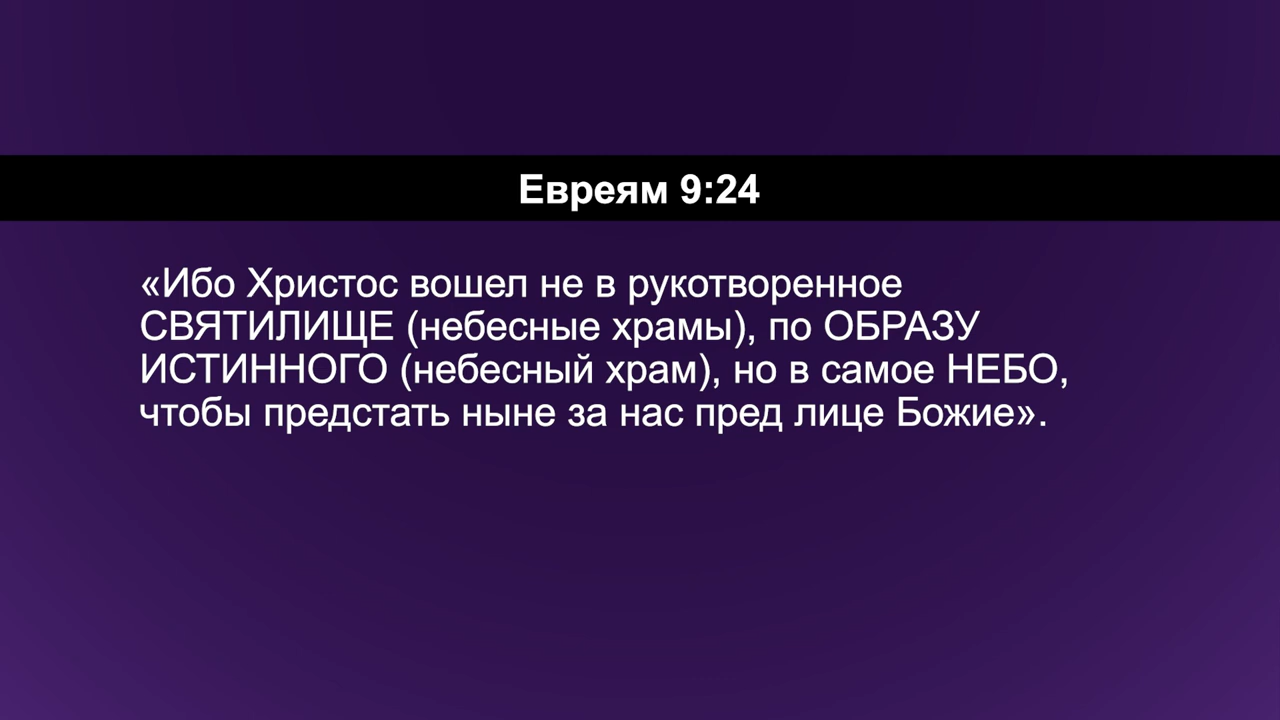 Евреям 9:24
«Ибо Христос вошел не в рукотворенное
СВЯТИЛИЩЕ (небесные храмы), по ОБРАЗУ
ИСТИННОГО (небесный храм), но в самое НЕБО,
чтобы предстать ныне за нас пред лице Божие».